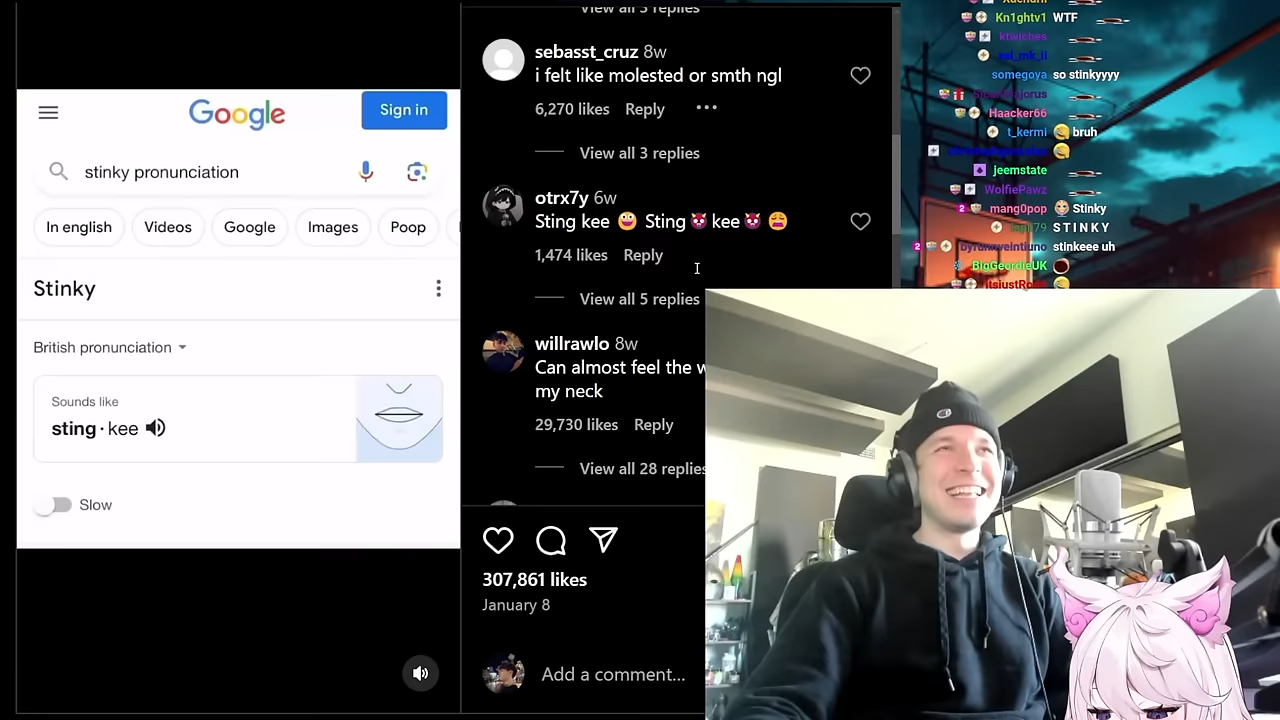 Google
Sign in
stinky pronunciation
In english
Videos
Google
Images
Poop
Stinky
British pronunciation
Sounds like
sting · kee
Slow
View all 5 replies
sebasst_cruz 8w
i felt like molested or smth ngl
6,270 likes Reply
View all 3 replies
otrx7y 6w
Sting kee 😀 Sting 😈 kee 😈 😩
1,474 likes Reply
View all 5 replies
willrawlo 8w
Can almost feel the
my neck
29,730 likes Reply
View all 28 replies
307,861 likes
January 8
Add a comment...
Kn1ghtv1 WTF
ktwiches
somegoya so stinkyyyy
Haacker66
t_kermi bruh
jeemstate
WolfiePawz
2 mang0pop Stinky
S T I N K Y
2 stinkeee uh
BigGeordieUK